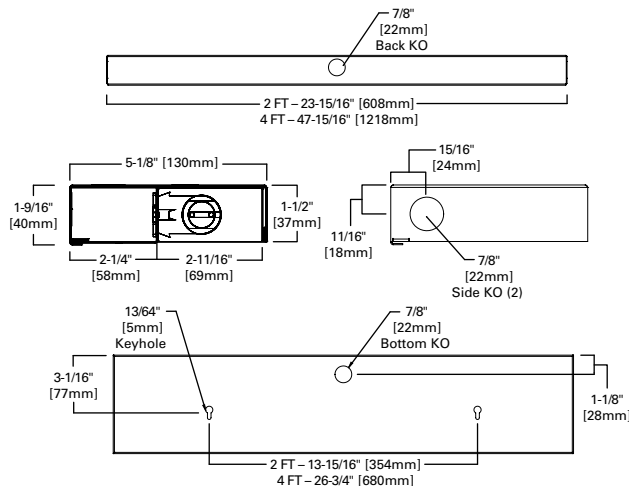 7/8"
[22mm]
Back KO
2 FT – 23-15/16" [608mm]
4 FT – 47-15/16" [1218mm]
5-1/8" [130mm]
1-9/16"
[40mm]
1-1/2"
[37mm]
2-1/4"
[58mm]
2-11/16"
[69mm]
15/16"
[24mm]
11/16"
[18mm]
7/8"
[22mm]
Side KO (2)
13/64"
[5mm]
Keyhole
7/8"
[22mm]
Bottom KO
3-1/16"
[77mm]
1-1/8"
[28mm]
2 FT – 13-15/16" [354mm]
4 FT – 26-3/4" [680mm]